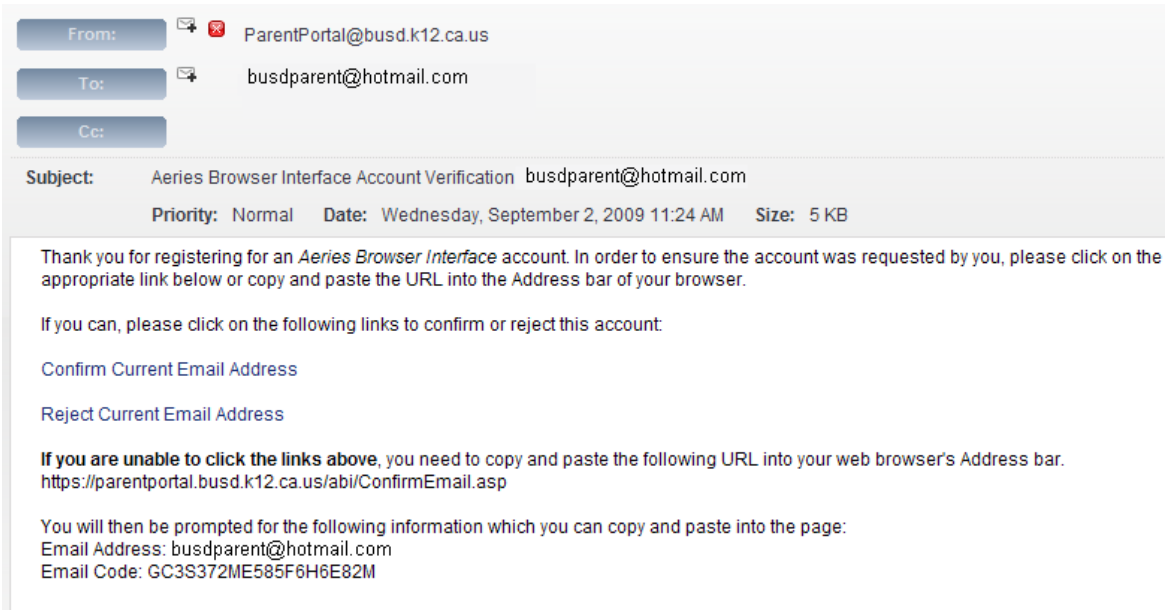 From: ParentPortal@busd.k12.ca.us
To: busdparent@hotmail.com
Cc:
Subject: Aeries Browser Interface Account Verification busdparent@hotmail.com
Priority: Normal Date: Wednesday, September 2, 2009 11:24 AM Size: 5 KB
Thank you for registering for an Aeries Browser Interface account. In order to ensure the account was requested by you, please click on the
appropriate link below or copy and paste the URL into the Address bar of your browser.
If you can, please click on the following links to confirm or reject this account:
Confirm Current Email Address
Reject Current Email Address
If you are unable to click the links above, you need to copy and paste the following URL into your web browser's Address bar.
https://parentportal.busd.k12.ca.us/abi/ConfirmEmail.asp
You will then be prompted for the following information which you can copy and paste into the page:
Email Address: busdparent@hotmail.com
Email Code: GC3S372ME585F6H6E82M